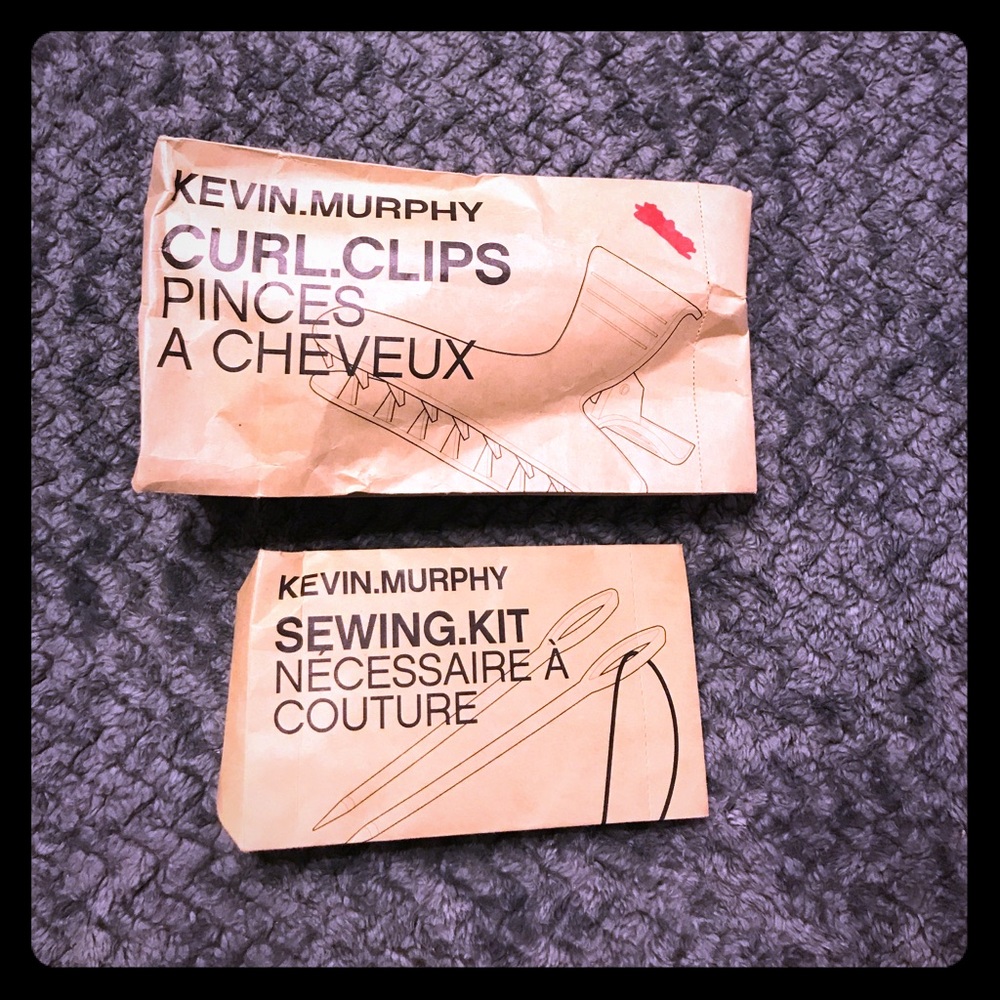 KEVIN.MURPHY
CURL.CLIPS
PINCES
A CHEVEUX
KEVIN.MURPHY
SEWING.KIT
NÉCESSAIRE À
COUTURE